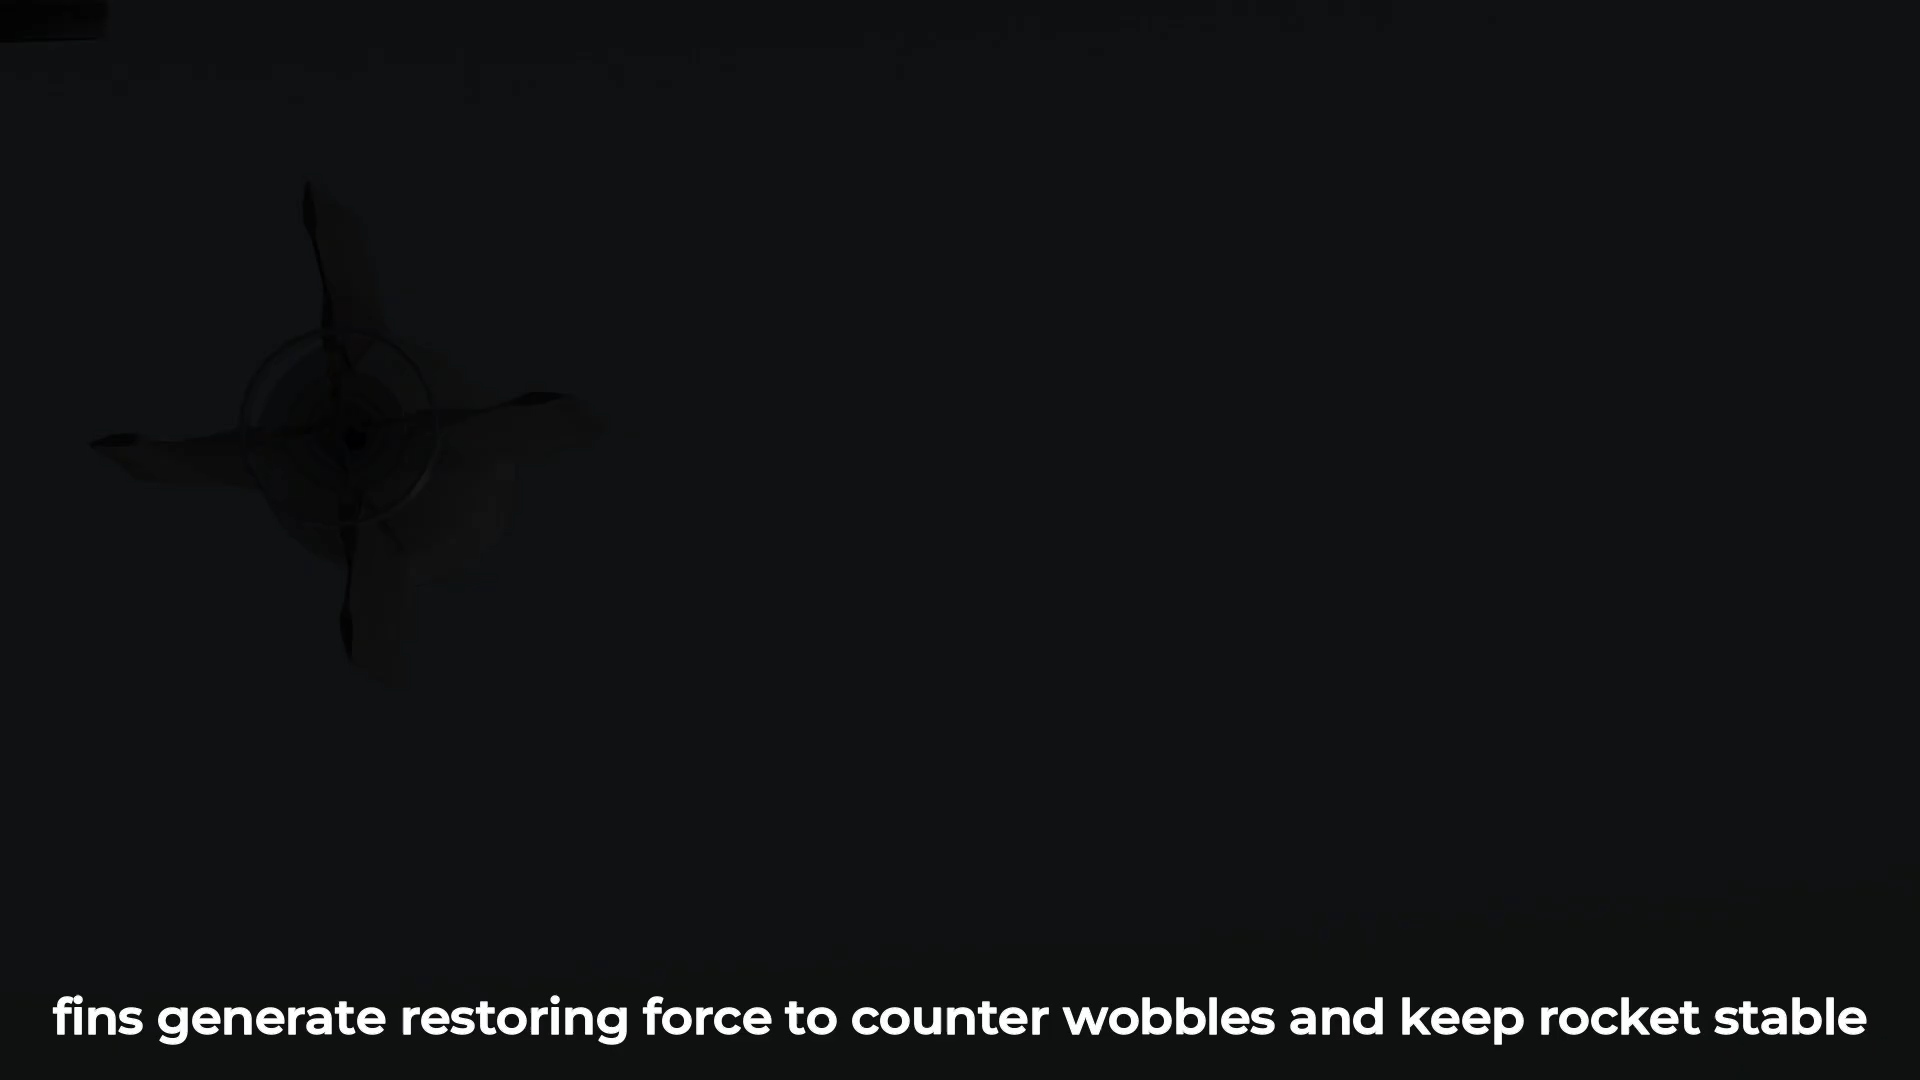 fins generate restoring force to counter wobbles and keep rocket stable